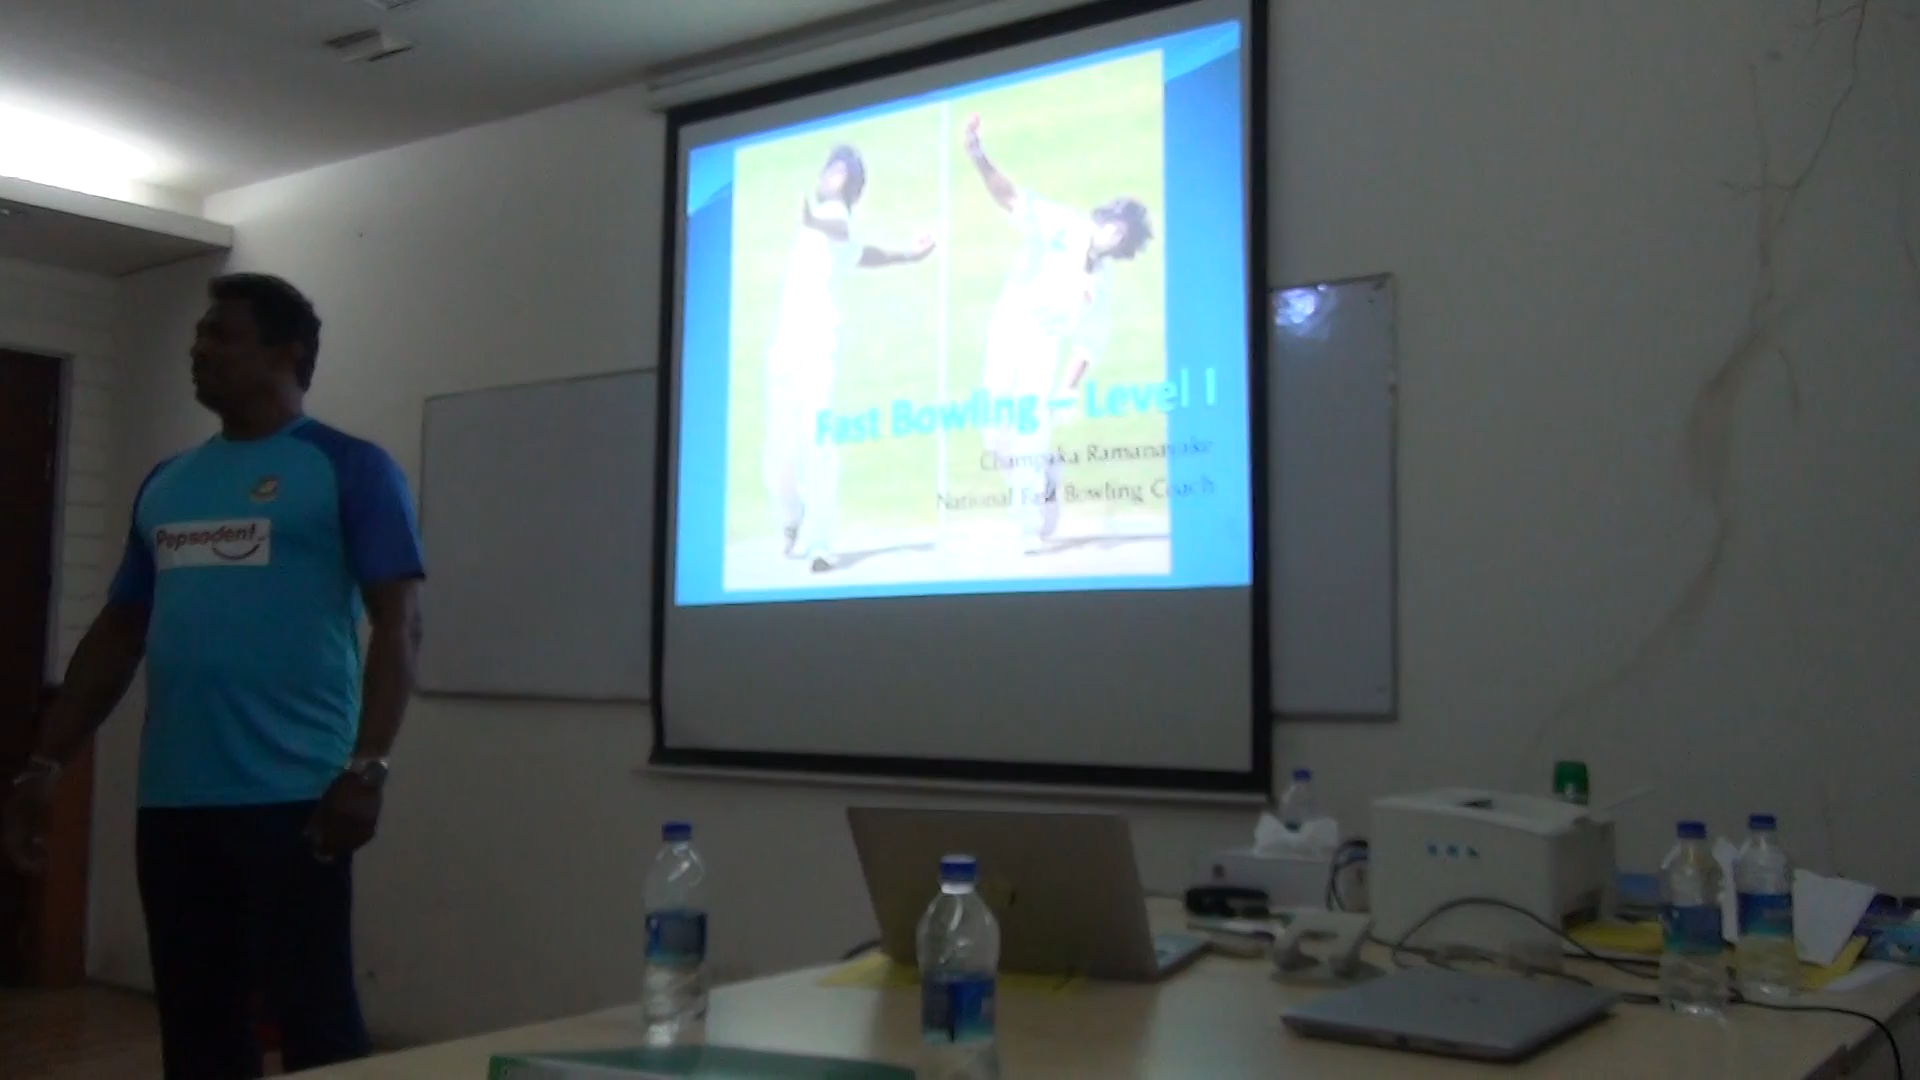 Fast Bowling – Level I
Champaka Ramanayake
National Fast Bowling Coach
Pepsodent